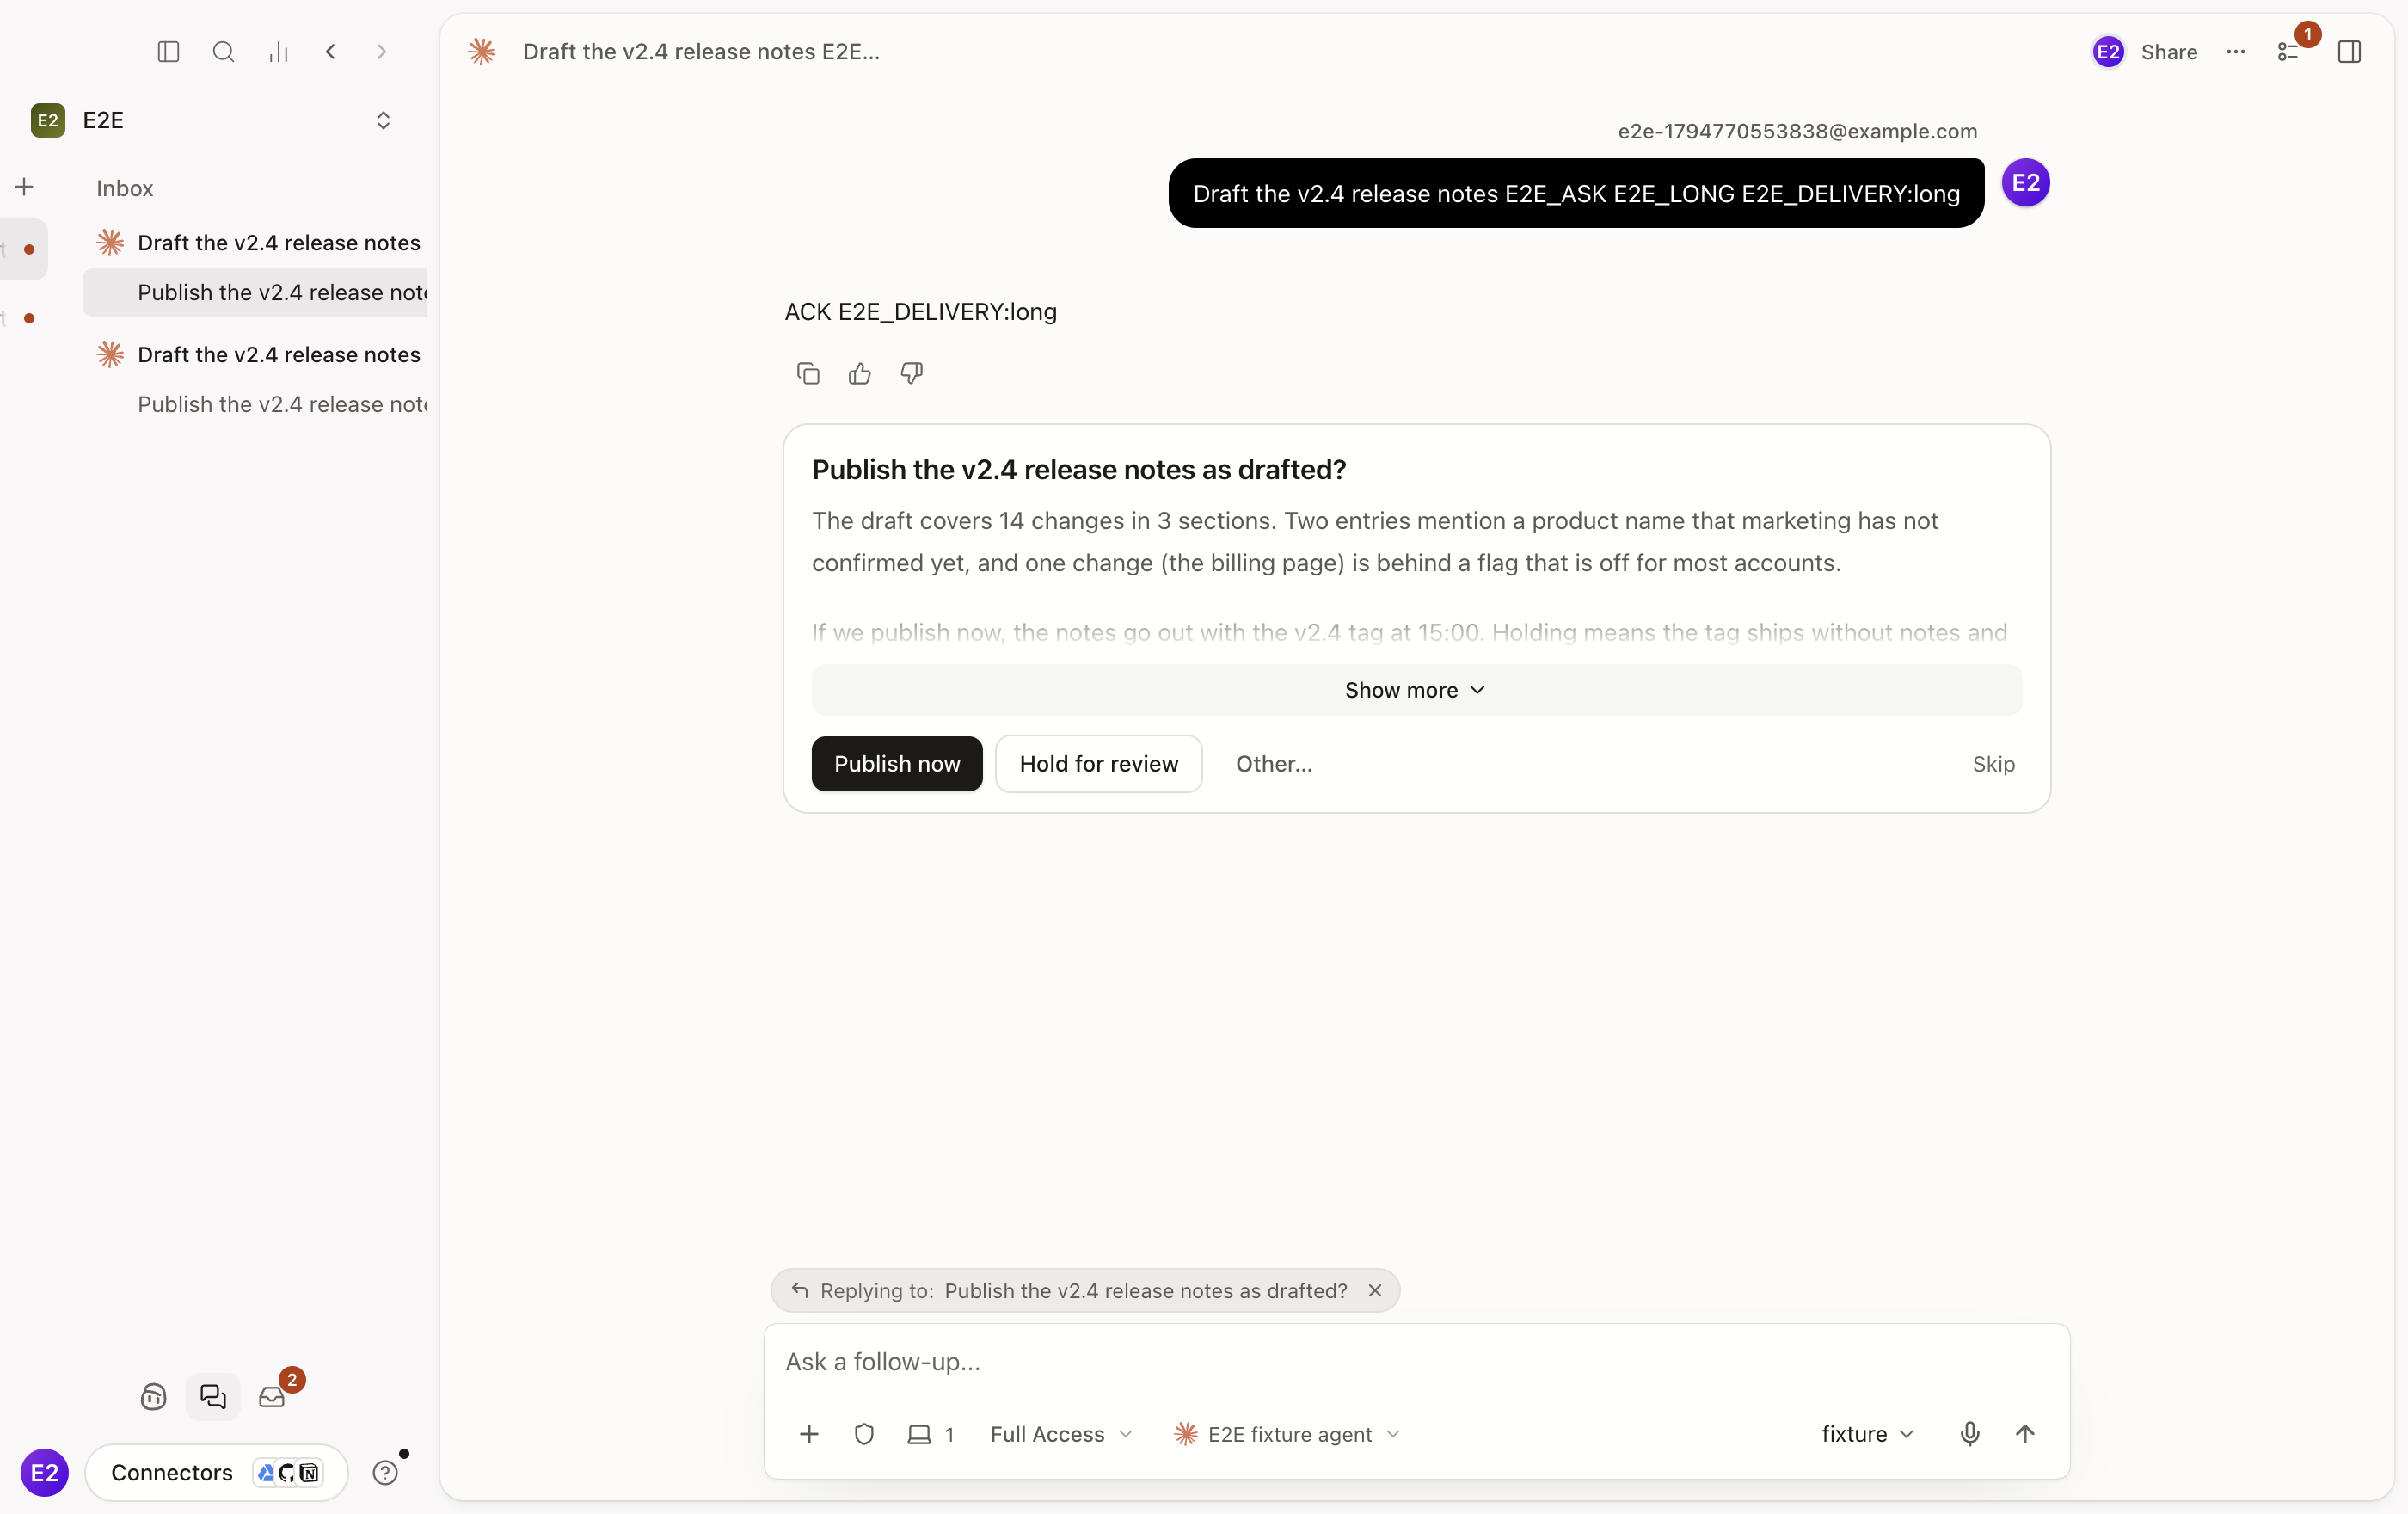 E2 E2E
Inbox
Draft the v2.4 release notes
Publish the v2.4 release note
Draft the v2.4 release notes
Publish the v2.4 release note
2
E2 Connectors
Draft the v2.4 release notes E2E...
E2 Share 1
e2e-1794770553838@example.com
Draft the v2.4 release notes E2E_ASK E2E_LONG E2E_DELIVERY:long
E2
ACK E2E_DELIVERY:long
Publish the v2.4 release notes as drafted?
The draft covers 14 changes in 3 sections. Two entries mention a product name that marketing has not
confirmed yet, and one change (the billing page) is behind a flag that is off for most accounts.
If we publish now, the notes go out with the v2.4 tag at 15:00. Holding means the tag ships without notes and
Show more
Publish now Hold for review Other... Skip
Replying to: Publish the v2.4 release notes as drafted?
Ask a follow-up...
1 Full Access E2E fixture agent fixture